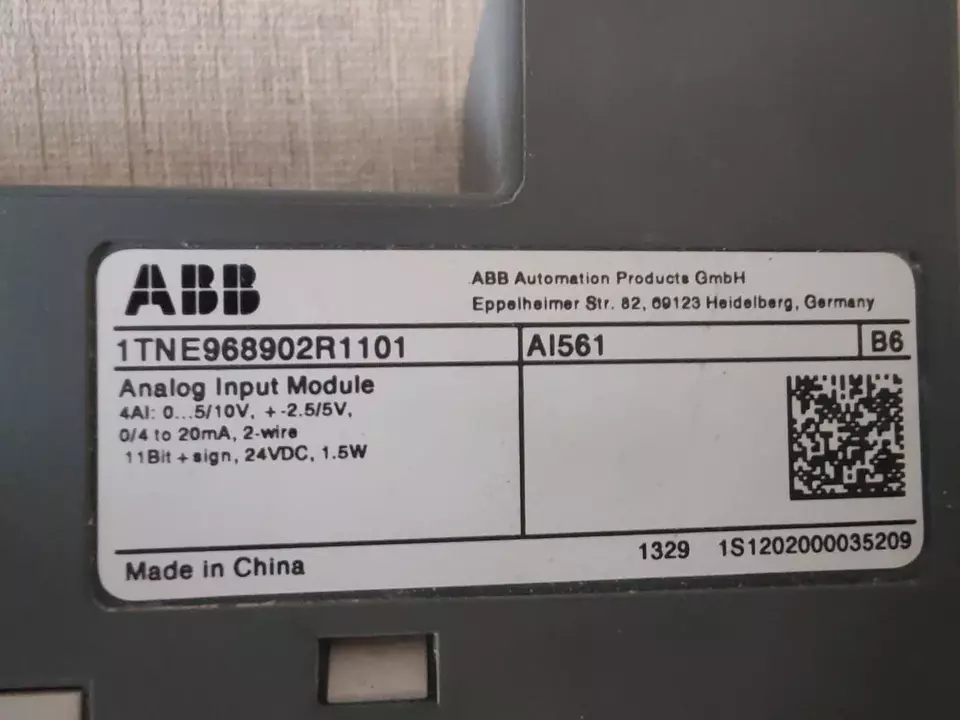 ABB
ABB Automation Products GmbH
Eppelheimer Str. 82, 69123 Heidelberg, Germany
1TNE968902R1101 AI561 B6
Analog Input Module
4AI: 0...5/10V, +-2.5/5V,
0/4 to 20mA, 2-wire
11Bit + sign, 24VDC, 1.5W
1329 1S1202000035209
Made in China